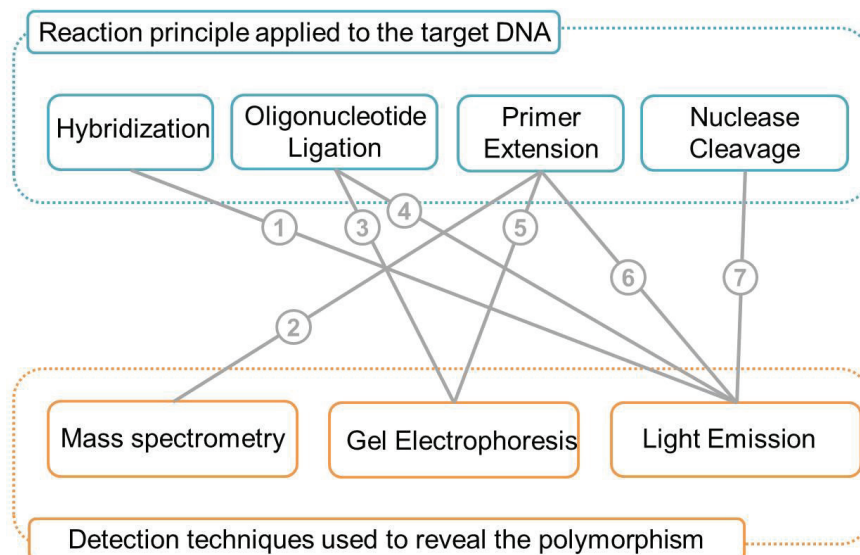 Reaction principle applied to the target DNA
Hybridization
Oligonucleotide
Ligation
Primer
Extension
Nuclease
Cleavage
1
4
3
5
6
7
2
Mass spectrometry
Gel Electrophoresis
Light Emission
Detection techniques used to reveal the polymorphism